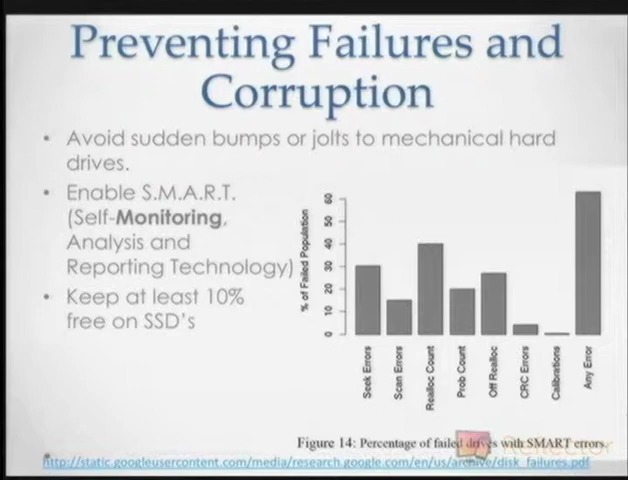 Preventing Failures and
Corruption
• Avoid sudden bumps or jolts to mechanical hard
drives.
• Enable S.M.A.R.T.
(Self-Monitoring,
Analysis and
Reporting Technology)
• Keep at least 10%
free on SSD's
% of Failed Population
60
50
40
30
20
10
0
Seek Errors
Scan Errors
Realloc Count
Prob Count
Off Realloc
CRC Errors
Calibrations
Any Error
Figure 14: Percentage of failed drives with SMART errors.
Reflector
http://static.googleusercontent.com/media/research.google.com/en/us/archive/disk_failures.pdf